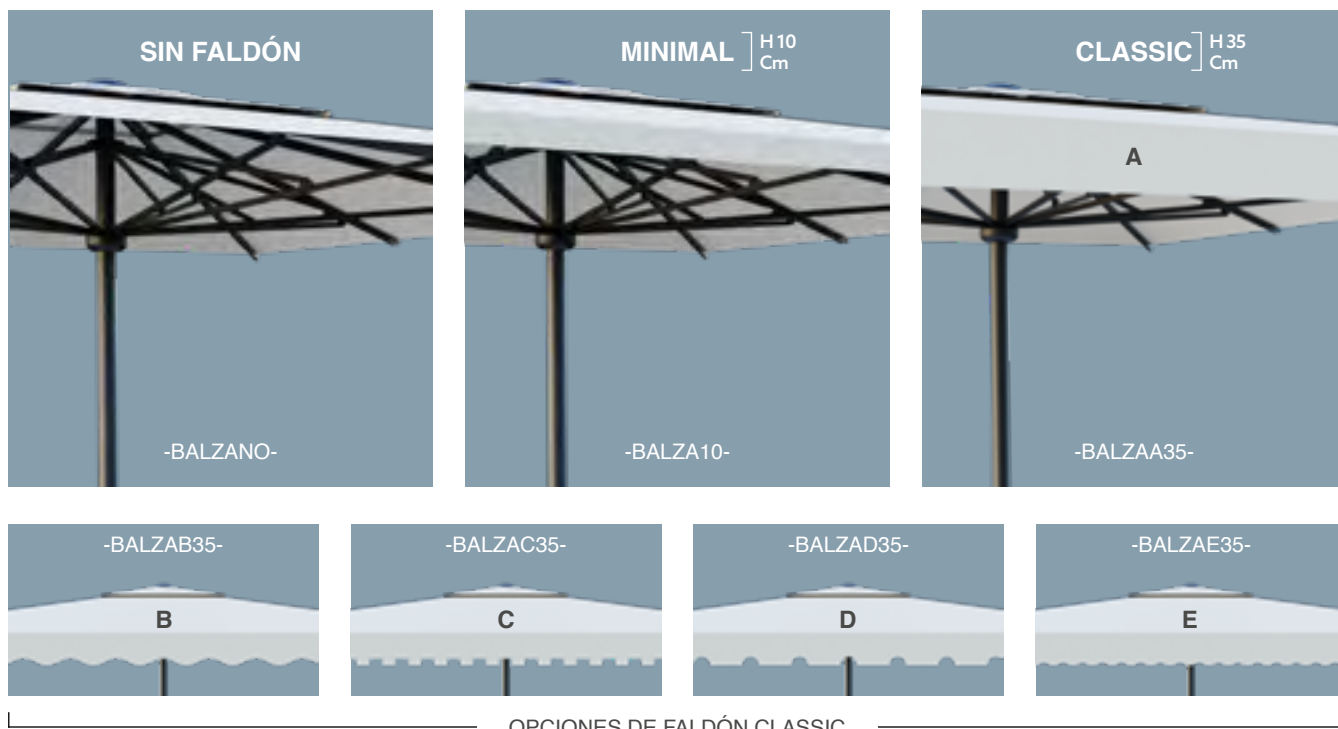 SIN FALDÓN
-BALZANO-
MINIMAL H 10 Cm
-BALZA10-
CLASSIC H 35 Cm
A
-BALZAA35-
-BALZAB35-
B
-BALZAC35-
C
-BALZAD35-
D
-BALZAE35-
E
OPCIONES DE FALDÓN CLASSIC